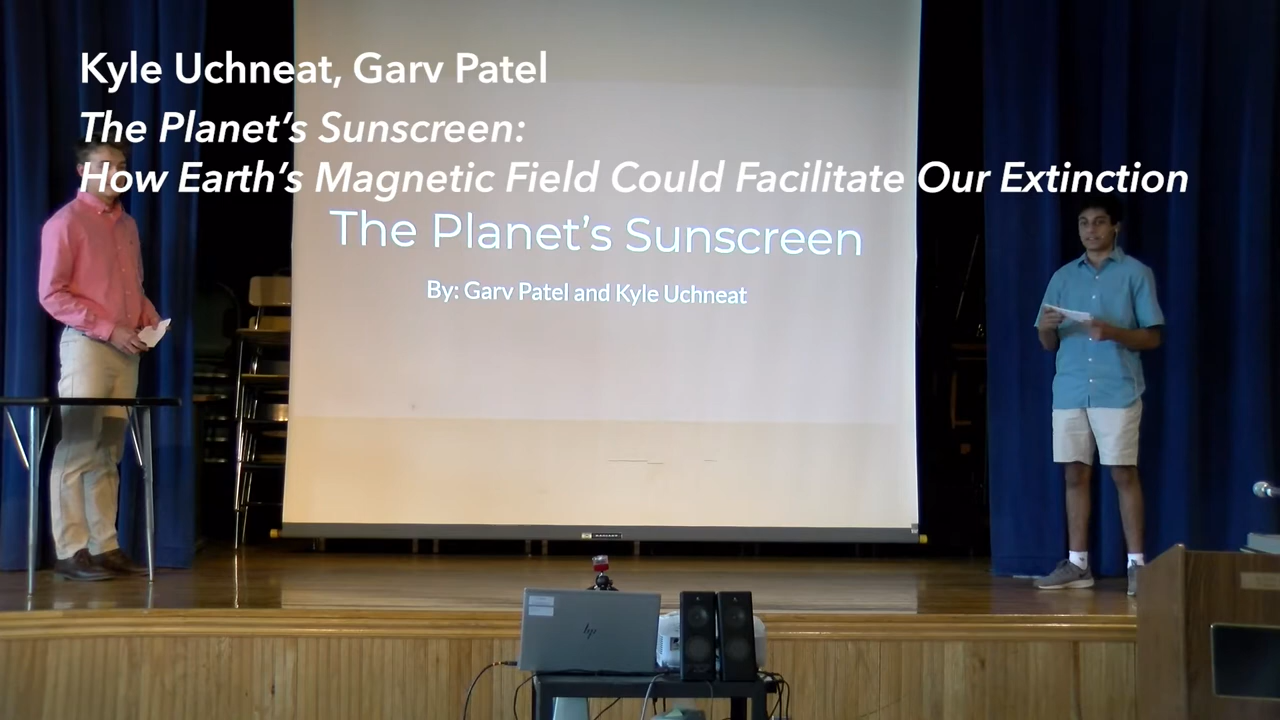 Kyle Uchneat, Garv Patel
The Planet's Sunscreen:
How Earth's Magnetic Field Could Facilitate Our Extinction
The Planet's Sunscreen
By: Garv Patel and Kyle Uchneat
hp